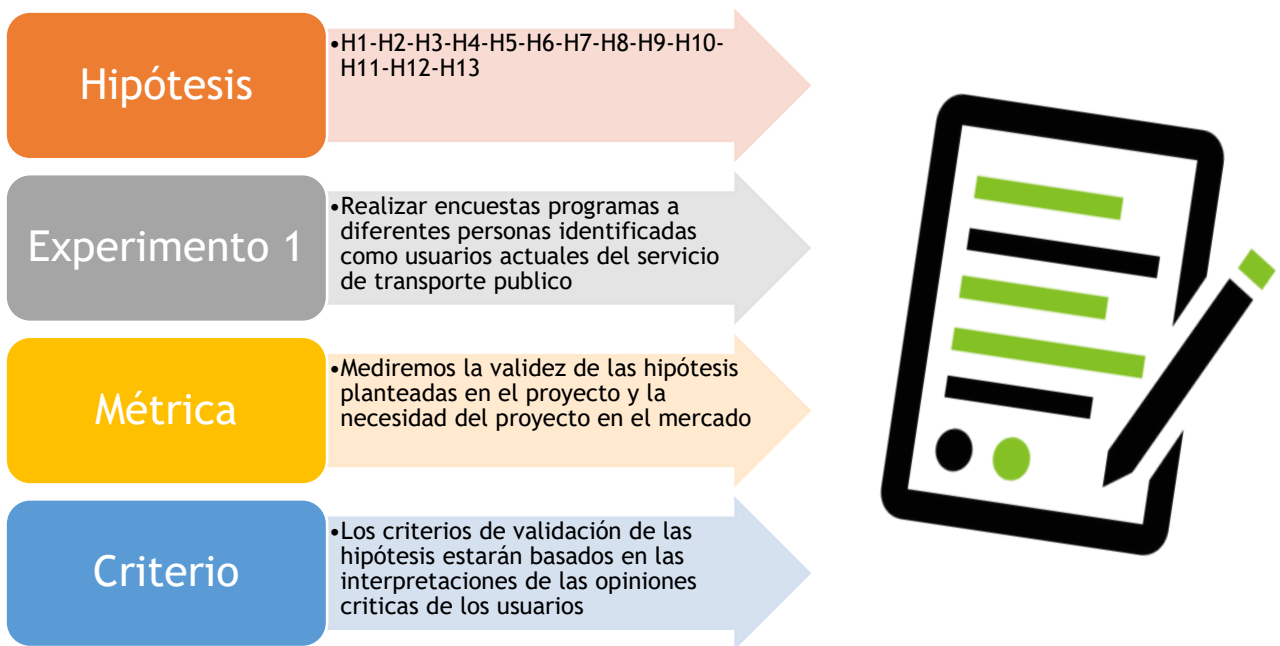 Hipótesis
•H1-H2-H3-H4-H5-H6-H7-H8-H9-H10-
H11-H12-H13
Experimento 1
•Realizar encuestas programas a
diferentes personas identificadas
como usuarios actuales del servicio
de transporte publico
Métrica
•Mediremos la validez de las hipótesis
planteadas en el proyecto y la
necesidad del proyecto en el mercado
Criterio
•Los criterios de validación de las
hipótesis estarán basados en las
interpretaciones de las opiniones
criticas de los usuarios